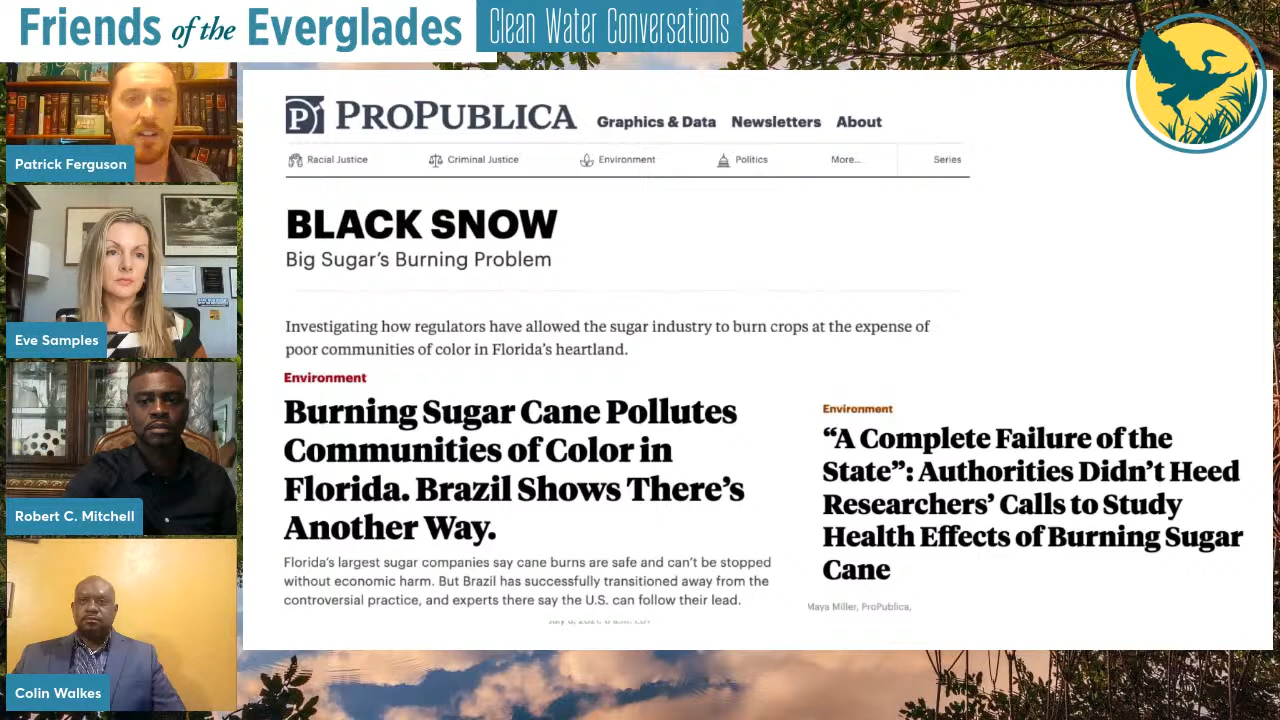 Friends of the Everglades
Clean Water Conversations
Patrick Ferguson
Eve Samples
Robert C. Mitchell
Colin Walkes
PROPUBLICA
Graphics & Data Newsletters About
Racial Justice Criminal Justice Environment Politics More... Series
BLACK SNOW
Big Sugar's Burning Problem
Investigating how regulators have allowed the sugar industry to burn crops at the expense of
poor communities of color in Florida's heartland.
Environment
Burning Sugar Cane Pollutes
Communities of Color in
Florida. Brazil Shows There's
Another Way.
Florida's largest sugar companies say cane burns are safe and can't be stopped
without economic harm. But Brazil has successfully transitioned away from the
controversial practice, and experts there say the U.S. can follow their lead.
Environment
“A Complete Failure of the
State”: Authorities Didn't Heed
Researchers' Calls to Study
Health Effects of Burning Sugar
Cane
Maya Miller, ProPublica,